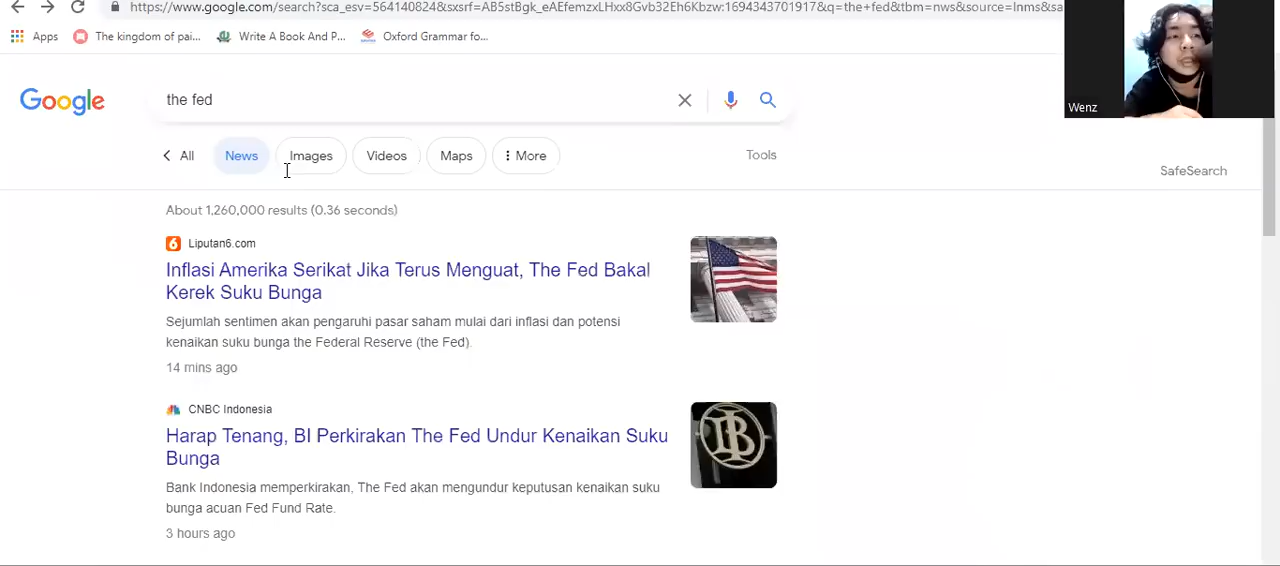 https://www.google.com/search?sca_esv=564140824&sxsrf=AB5stBgk_eAEfemzxLHxx8Gvb32Eh6Kbzw:1694343701917&q=the+fed&tbm=nws&source=lnms&sa
Apps The kingdom of pai... Write A Book And P... Oxford Grammar fo...
Wenz
Google
the fed
All News Images Videos Maps More Tools
SafeSearch
About 1,260,000 results (0.36 seconds)
6 Liputan6.com
Inflasi Amerika Serikat Jika Terus Menguat, The Fed Bakal
Kerek Suku Bunga
Sejumlah sentimen akan pengaruhi pasar saham mulai dari inflasi dan potensi
kenaikan suku bunga the Federal Reserve (the Fed).
14 mins ago
CNBC Indonesia
Harap Tenang, BI Perkirakan The Fed Undur Kenaikan Suku
Bunga
Bank Indonesia memperkirakan, The Fed akan mengundur keputusan kenaikan suku
bunga acuan Fed Fund Rate.
3 hours ago